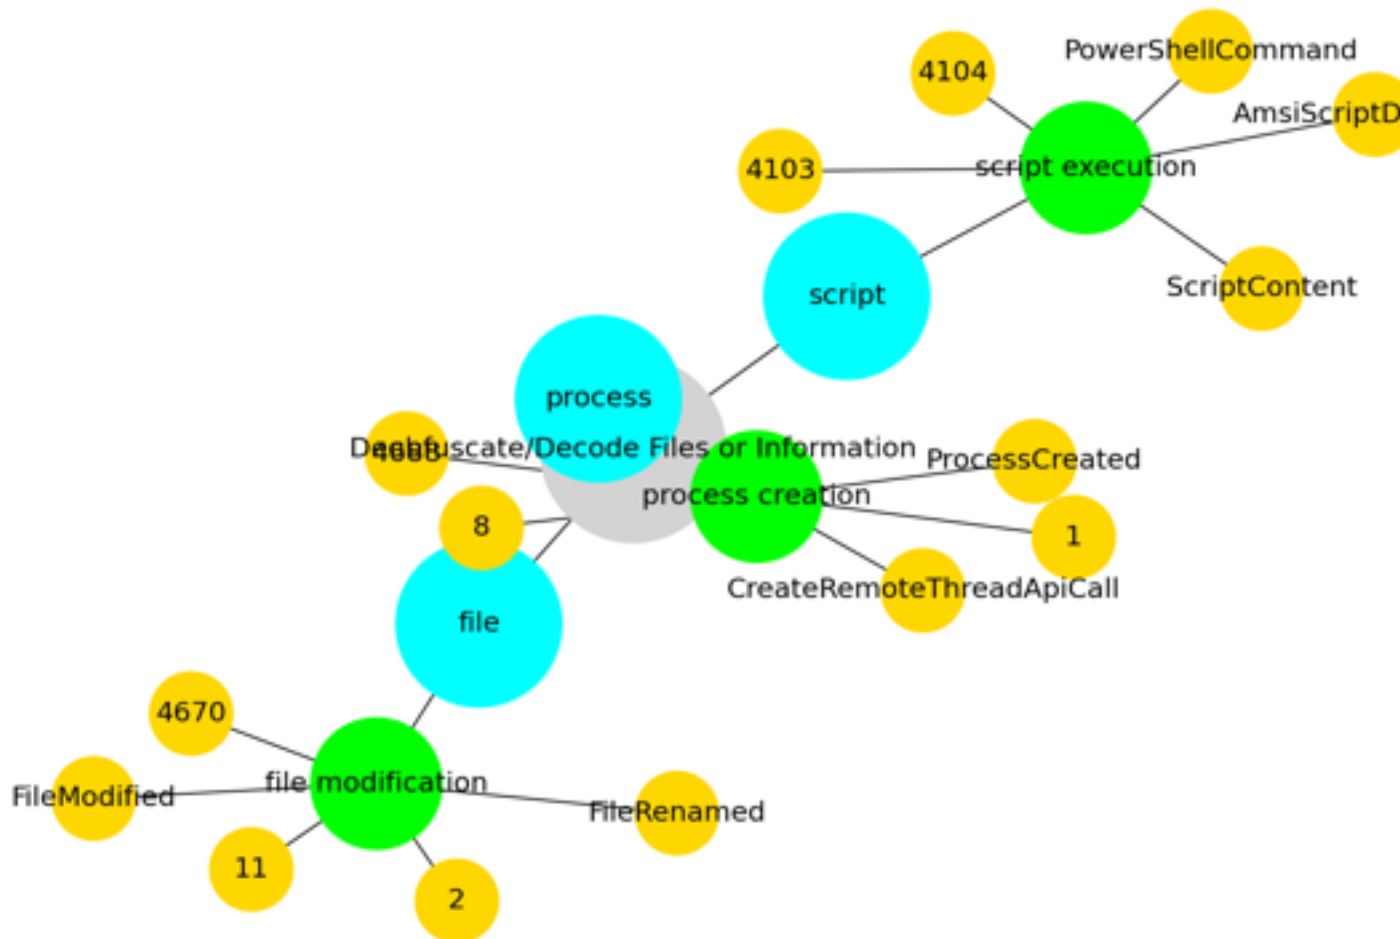 PowerShellCommand
4104
AmsiScriptD
4103
script execution
ScriptContent
script
process
Deobfuscate/Decode Files or Information
4688
ProcessCreated
process creation
8
1
CreateRemoteThreadApiCall
file
4670
file modification
FileModified
FileRenamed
11
2